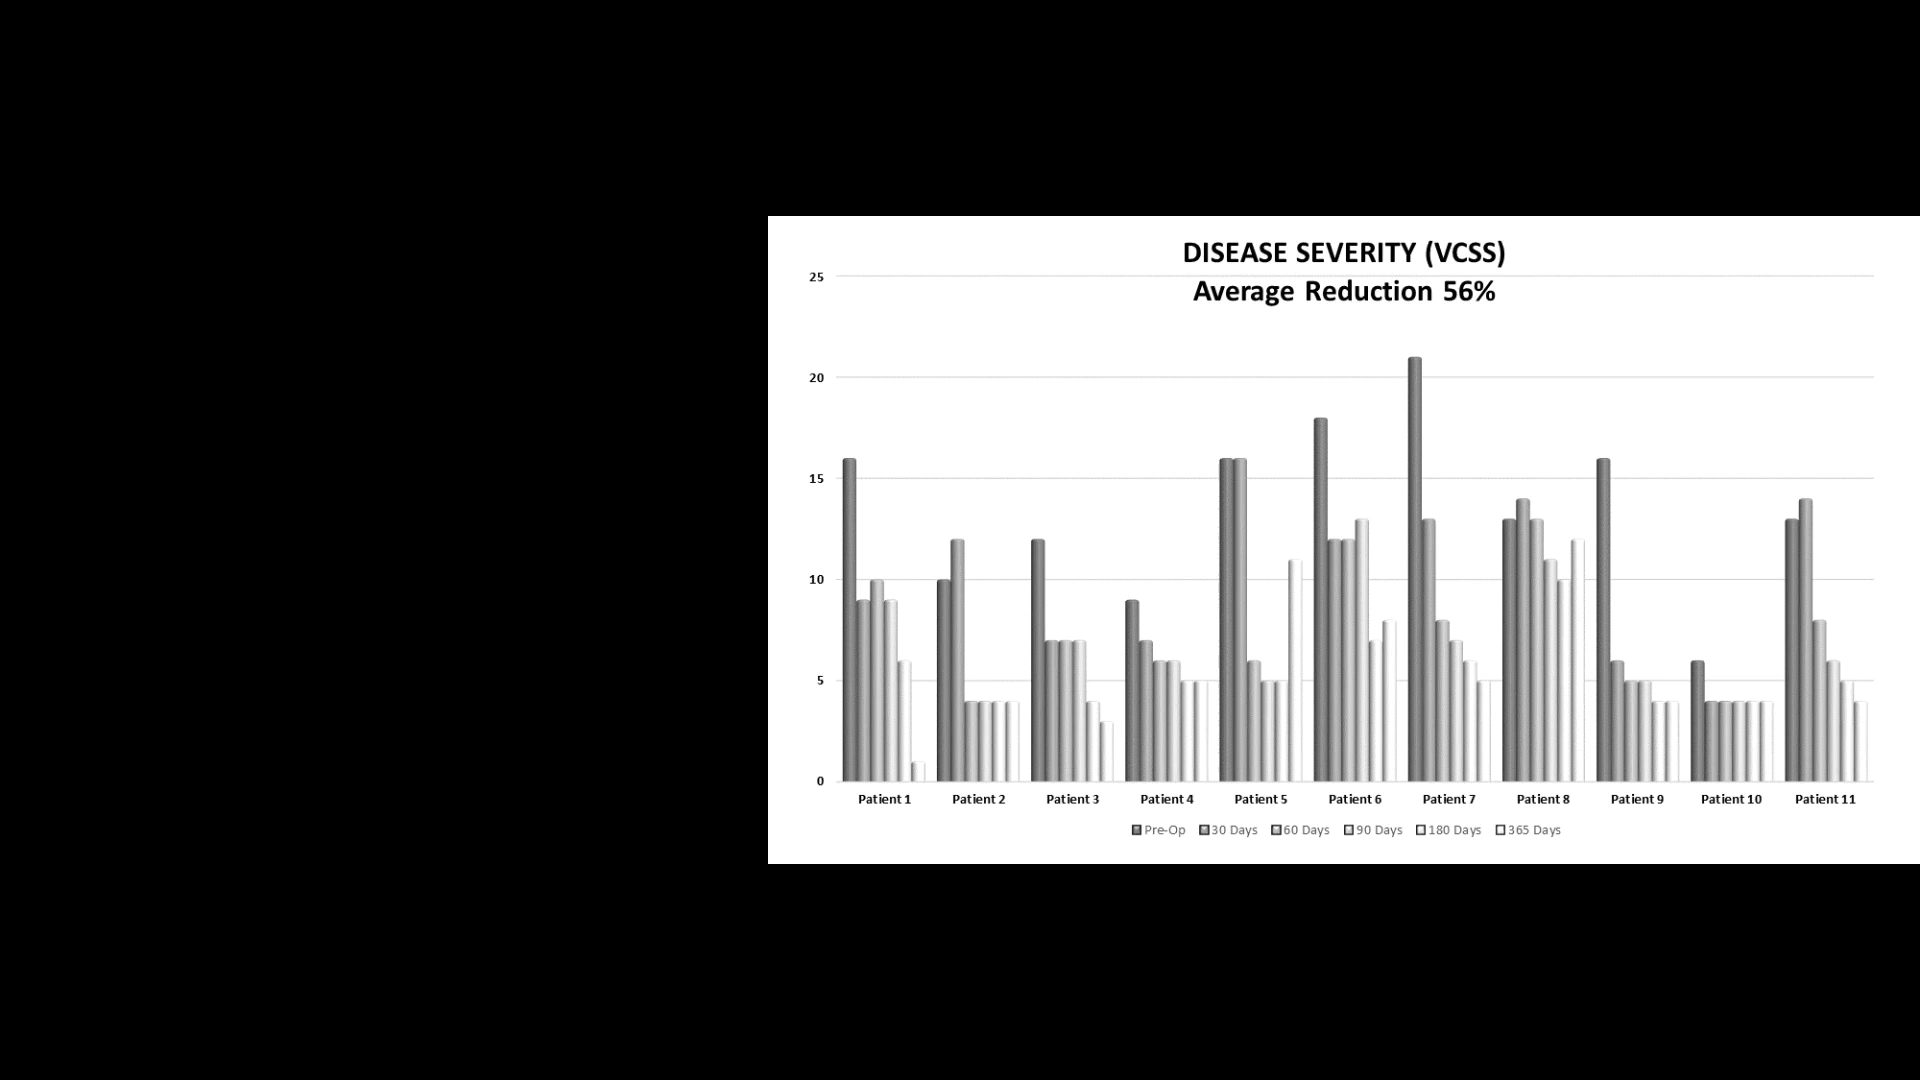 DISEASE SEVERITY (VCSS)
Average Reduction 56%
25
20
15
10
5
0
Patient 1 Patient 2 Patient 3 Patient 4 Patient 5 Patient 6 Patient 7 Patient 8 Patient 9 Patient 10 Patient 11
Pre-Op 30 Days 60 Days 90 Days 180 Days 365 Days